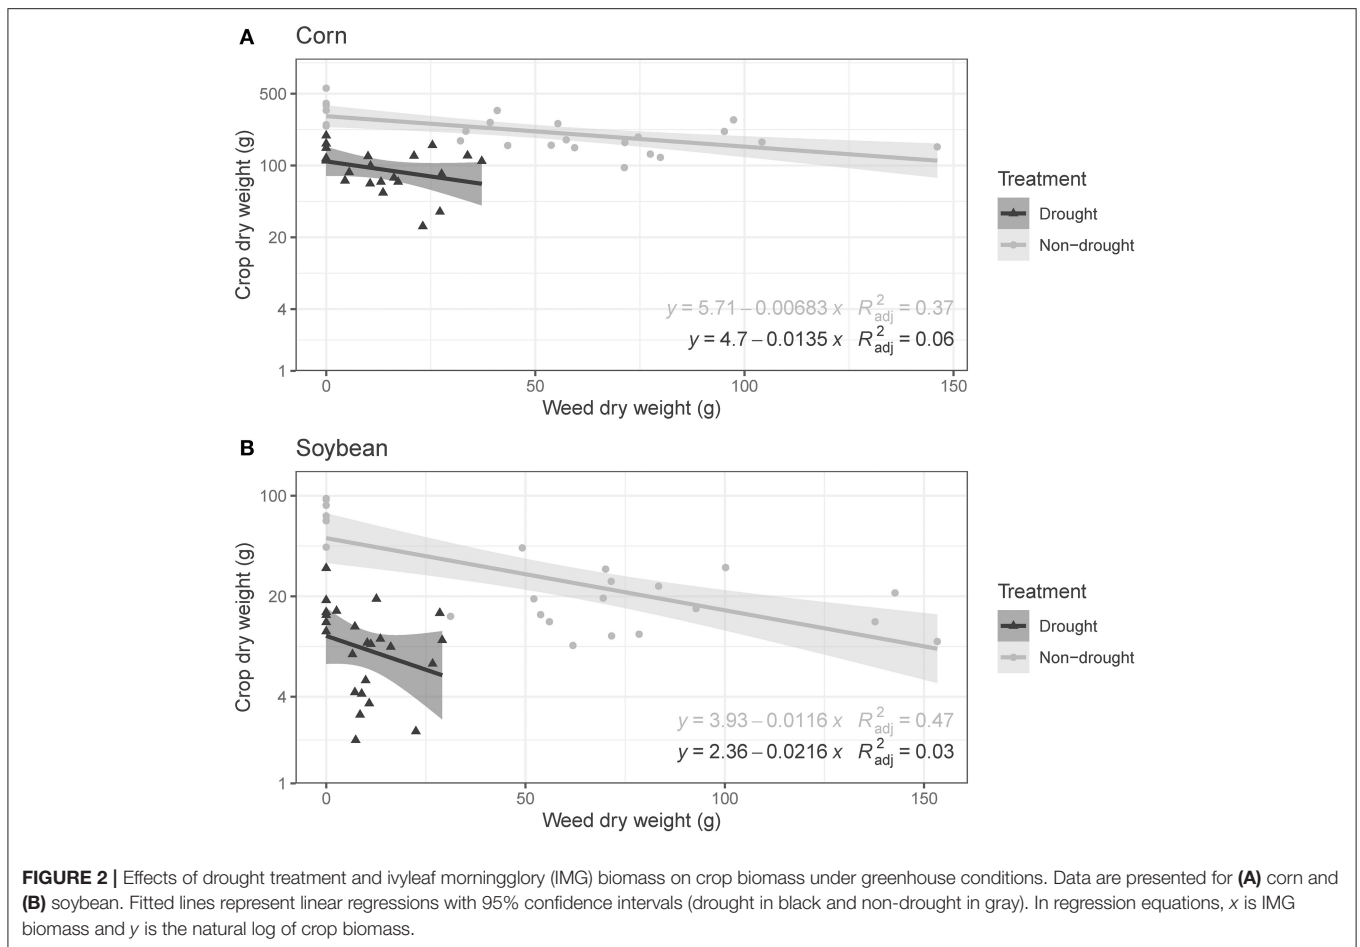 A Corn
500
100
20
4
1
Crop dry weight (g)
y = 5.71 – 0.00683 x R²adj = 0.37
y = 4.7 – 0.0135 x R²adj = 0.06
0 50 100 150
Weed dry weight (g)
Treatment
Drought
Non−drought
B Soybean
100
20
4
1
Crop dry weight (g)
y = 3.93 – 0.0116 x R²adj = 0.47
y = 2.36 – 0.0216 x R²adj = 0.03
0 50 100 150
Weed dry weight (g)
Treatment
Drought
Non−drought
FIGURE 2 | Effects of drought treatment and ivyleaf morningglory (IMG) biomass on crop biomass under greenhouse conditions. Data are presented for (A) corn and
(B) soybean. Fitted lines represent linear regressions with 95% confidence intervals (drought in black and non-drought in gray). In regression equations, x is IMG
biomass and y is the natural log of crop biomass.